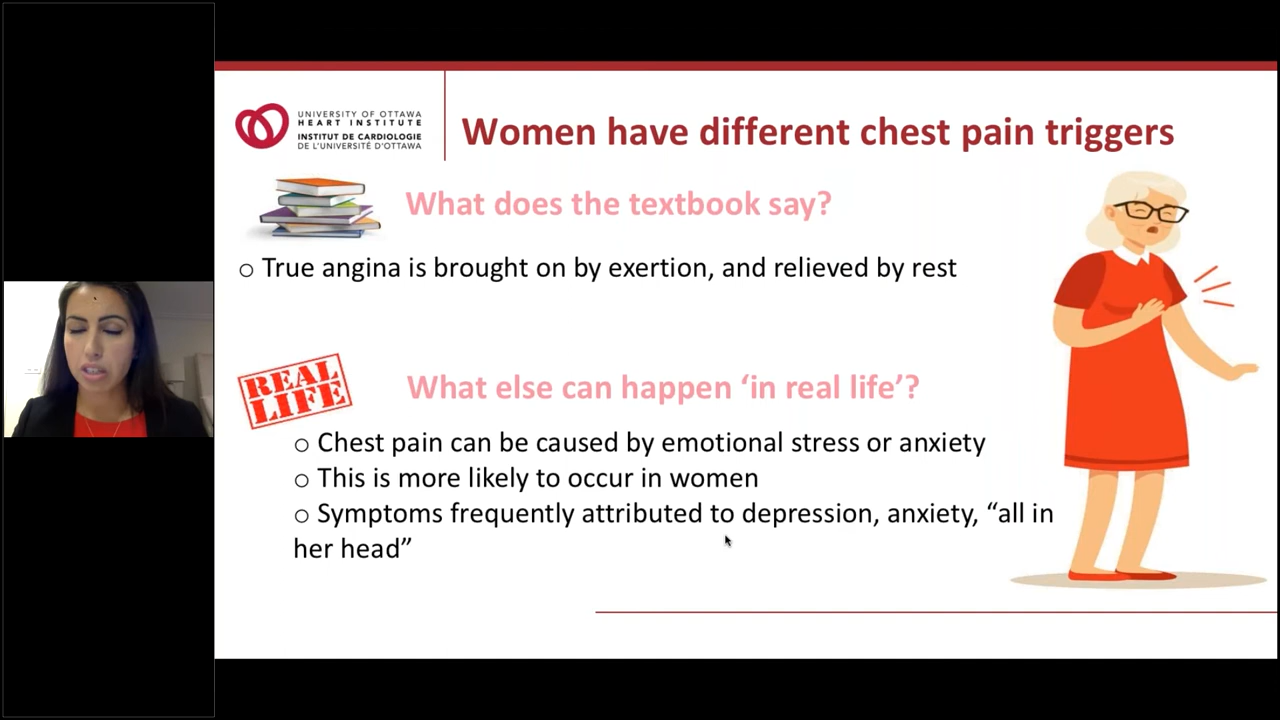 UNIVERSITY OF OTTAWA
HEART INSTITUTE
INSTITUT DE CARDIOLOGIE
DE L'UNIVERSITÉ D'OTTAWA
Women have different chest pain triggers
What does the textbook say?
○ True angina is brought on by exertion, and relieved by rest
REAL
LIFE
What else can happen ‘in real life’?
○ Chest pain can be caused by emotional stress or anxiety
○ This is more likely to occur in women
○ Symptoms frequently attributed to depression, anxiety, “all in
her head”